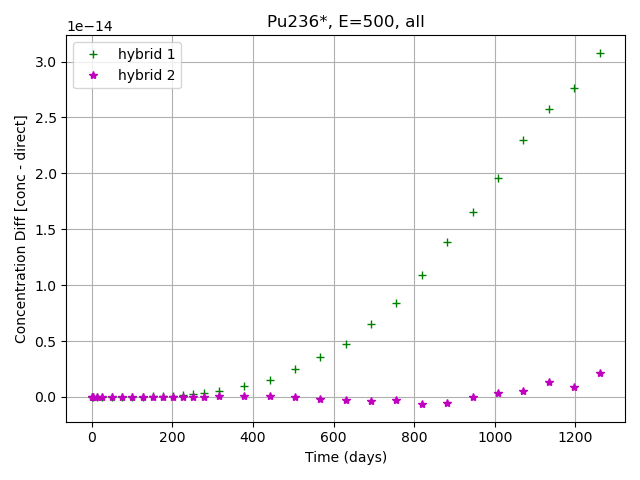 Pu236*, E=500, all
1e−14
hybrid 1
hybrid 2
Concentration Diff [conc - direct]
3.0
2.5
2.0
1.5
1.0
0.5
0.0
0 200 400 600 800 1000 1200
Time (days)